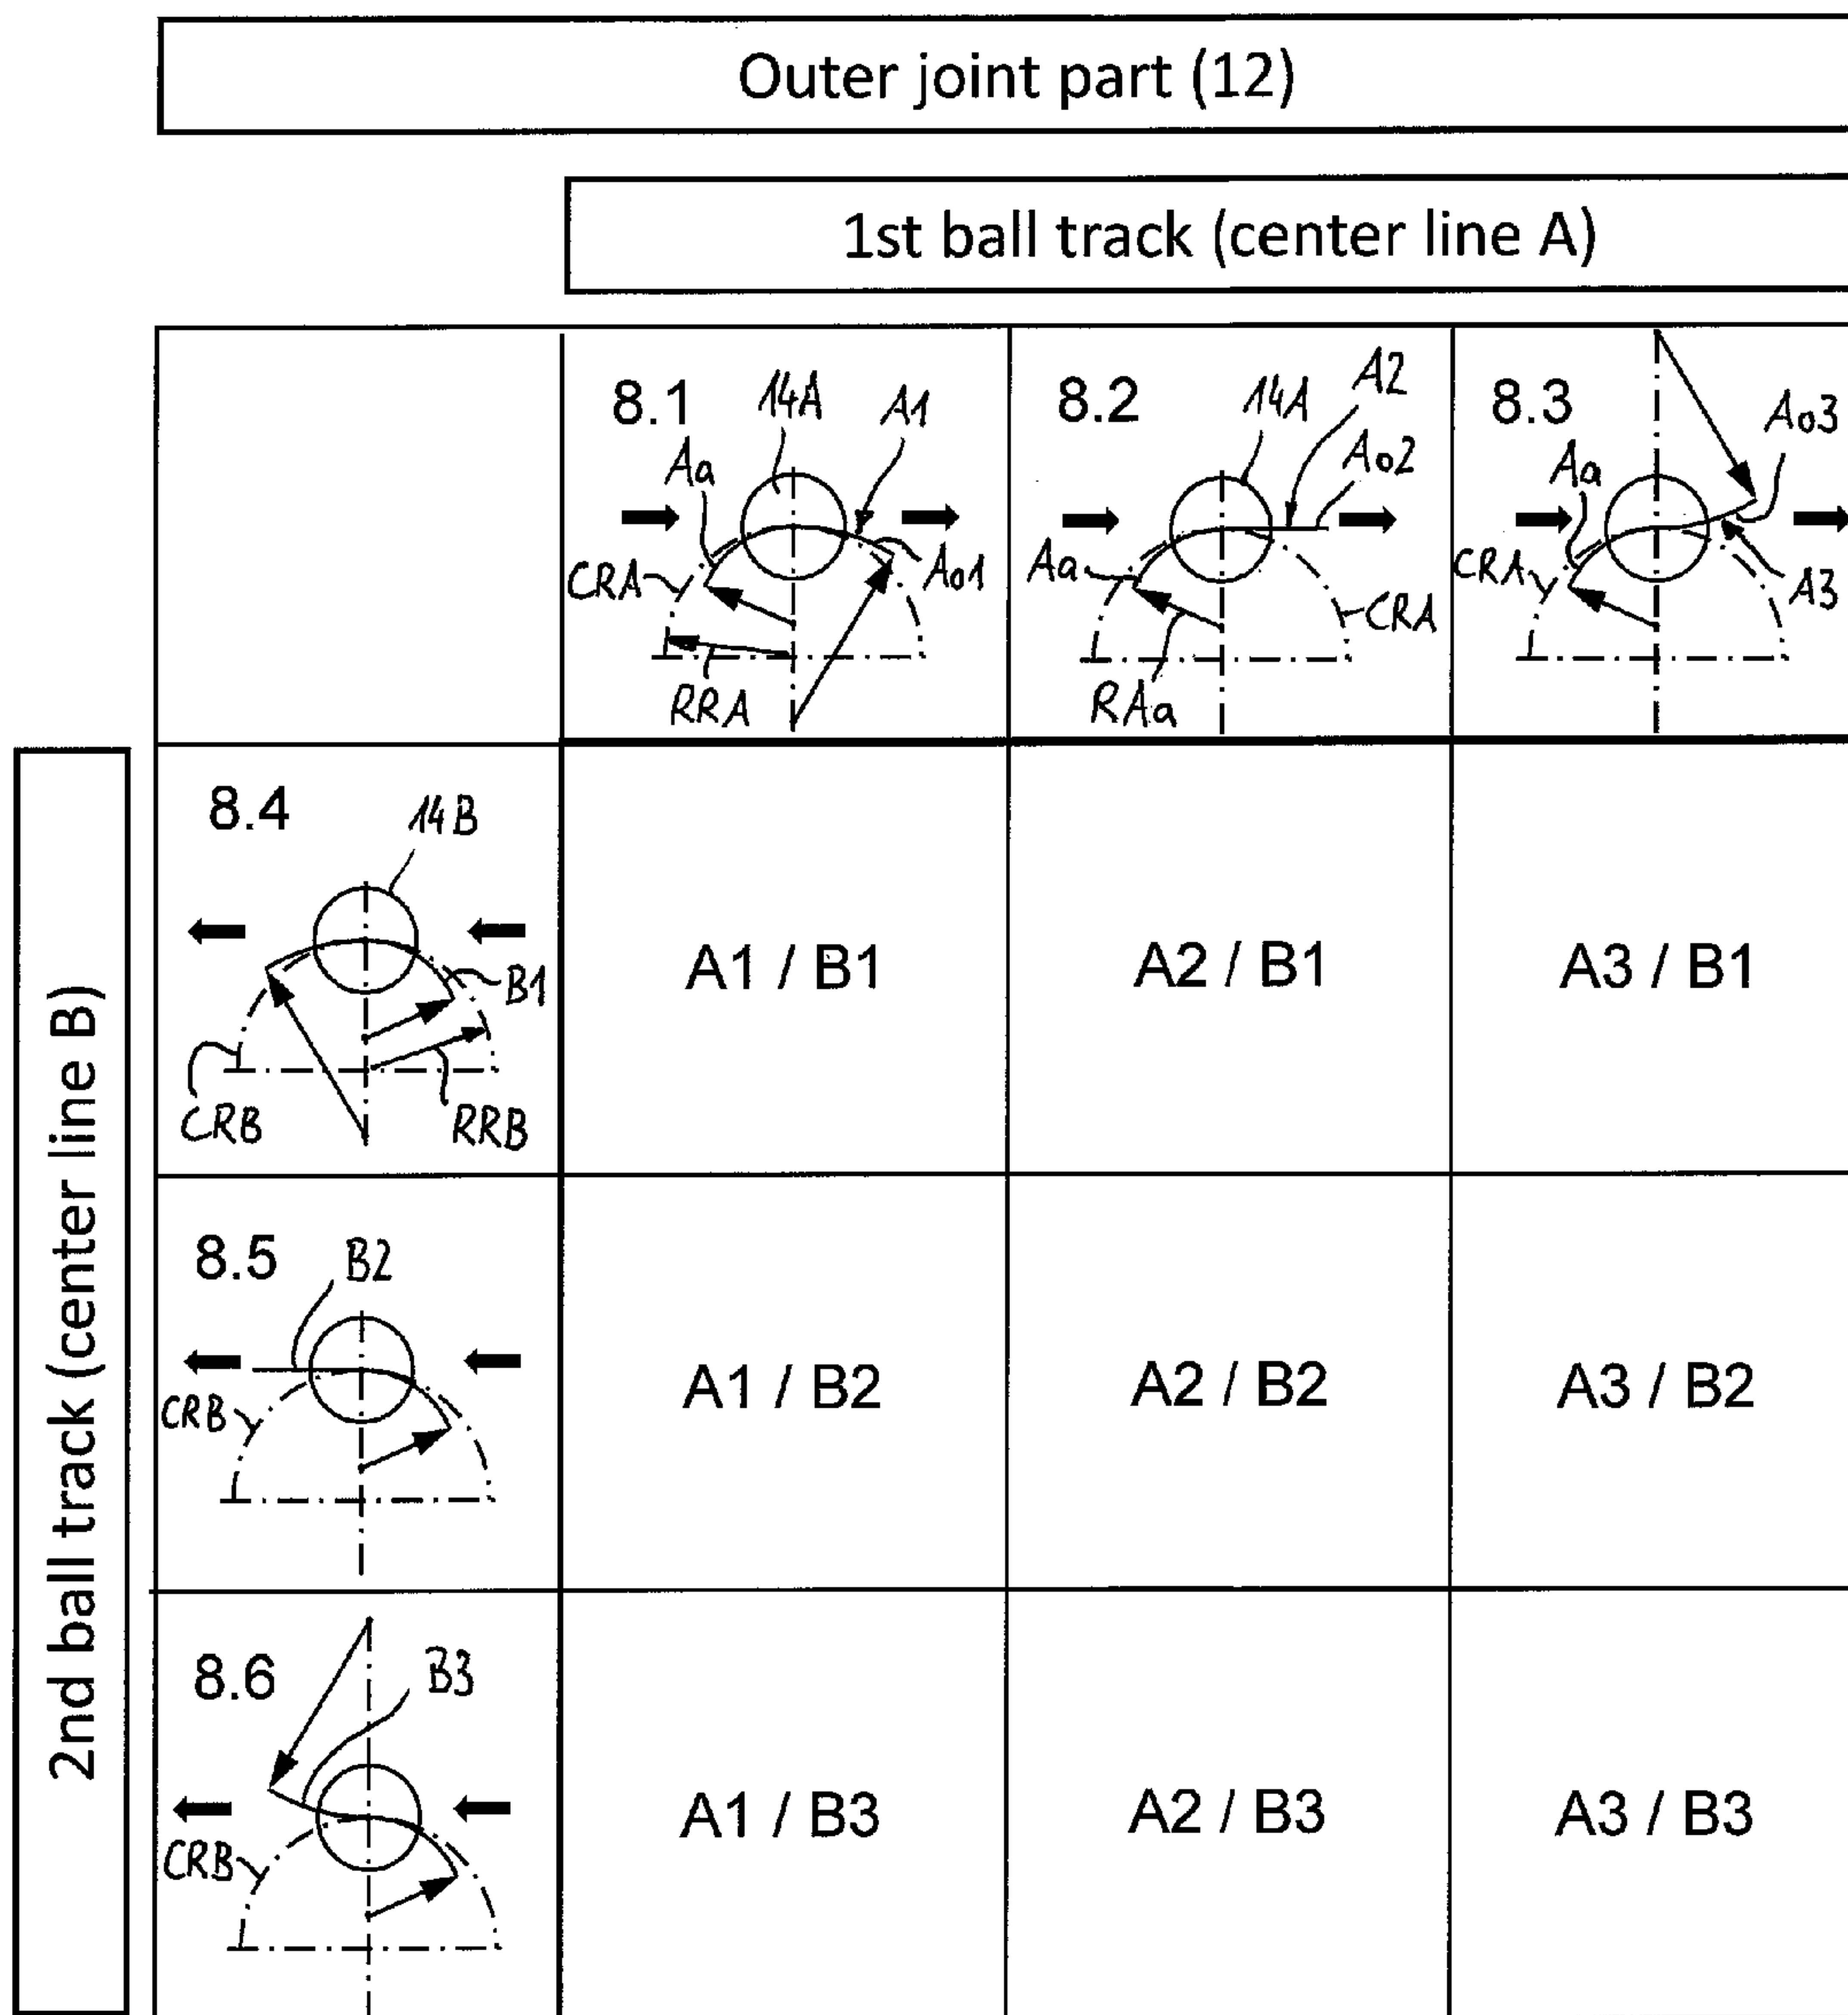 Outer joint part (12)
1st ball track (center line A)
2nd ball track (center line B)
8.1
14A
A1
Aa
CRA
Ao1
RRA
8.2
14A
A2
Ao2
Aa
CRA
RAa
8.3
Ao3
Aa
CRA
A3
8.4
14B
B1
CRB
RRB
A1 / B1
A2 / B1
A3 / B1
8.5
B2
CRB
A1 / B2
A2 / B2
A3 / B2
8.6
B3
CRB
A1 / B3
A2 / B3
A3 / B3